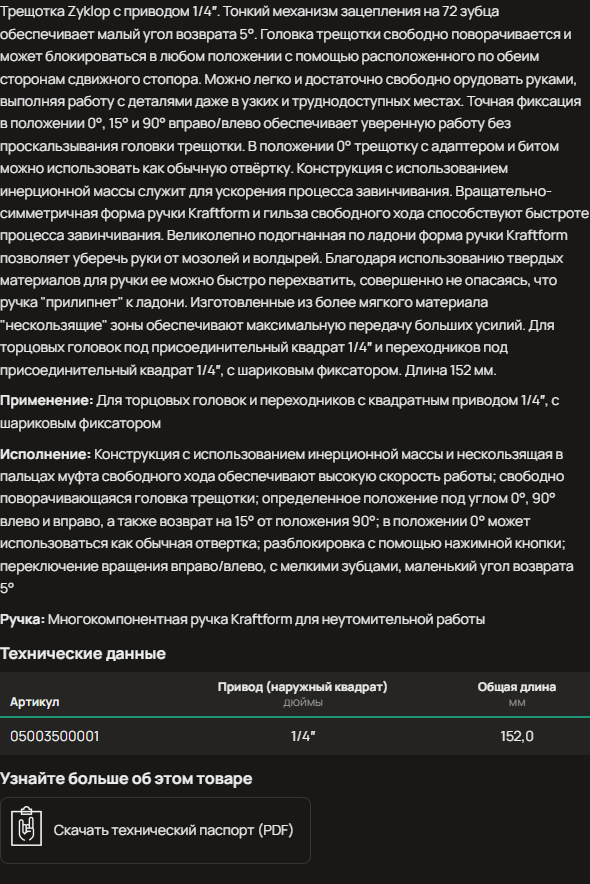 Трещотка Zyklop с приводом 1/4″. Тонкий механизм зацепления на 72 зубца
обеспечивает малый угол возврата 5°. Головка трещотки свободно поворачивается и
может блокироваться в любом положении с помощью расположенного по обеим
сторонам сдвижного стопора. Можно легко и достаточно свободно орудовать руками,
выполняя работу с деталями даже в узких и труднодоступных местах. Точная фиксация
в положении 0°, 15° и 90° вправо/влево обеспечивает уверенную работу без
проскальзывания головки трещотки. В положении 0° трещотку с адаптером и битом
можно использовать как обычную отвёртку. Конструкция с использованием
инерционной массы служит для ускорения процесса завинчивания. Вращательно-
симметричная форма ручки Kraftform и гильза свободного хода способствуют быстроте
процесса завинчивания. Великолепно подогнанная по ладони форма ручки Kraftform
позволяет уберечь руки от мозолей и волдырей. Благодаря использованию твердых
материалов для ручки ее можно быстро перехватить, совершенно не опасаясь, что
ручка "прилипнет" к ладони. Изготовленные из более мягкого материала
"нескользящие" зоны обеспечивают максимальную передачу больших усилий. Для
торцовых головок под присоединительный квадрат 1/4″ и переходников под
присоединительный квадрат 1/4″, с шариковым фиксатором. Длина 152 мм.
Применение: Для торцовых головок и переходников с квадратным приводом 1/4″, с
шариковым фиксатором
Исполнение: Конструкция с использованием инерционной массы и нескользящая в
пальцах муфта свободного хода обеспечивают высокую скорость работы; свободно
поворачивающаяся головка трещотки; определенное положение под углом 0°, 90°
влево и вправо, а также возврат на 15° от положения 90°; в положении 0° может
использоваться как обычная отвертка; разблокировка с помощью нажимной кнопки;
переключение вращения вправо/влево, с мелкими зубцами, маленький угол возврата
5°
Ручка: Многокомпонентная ручка Kraftform для неутомительной работы
Технические данные
Артикул Привод (наружный квадрат) дюймы Общая длина мм
05003500001 1/4″ 152,0
Узнайте больше об этом товаре
Скачать технический паспорт (PDF)